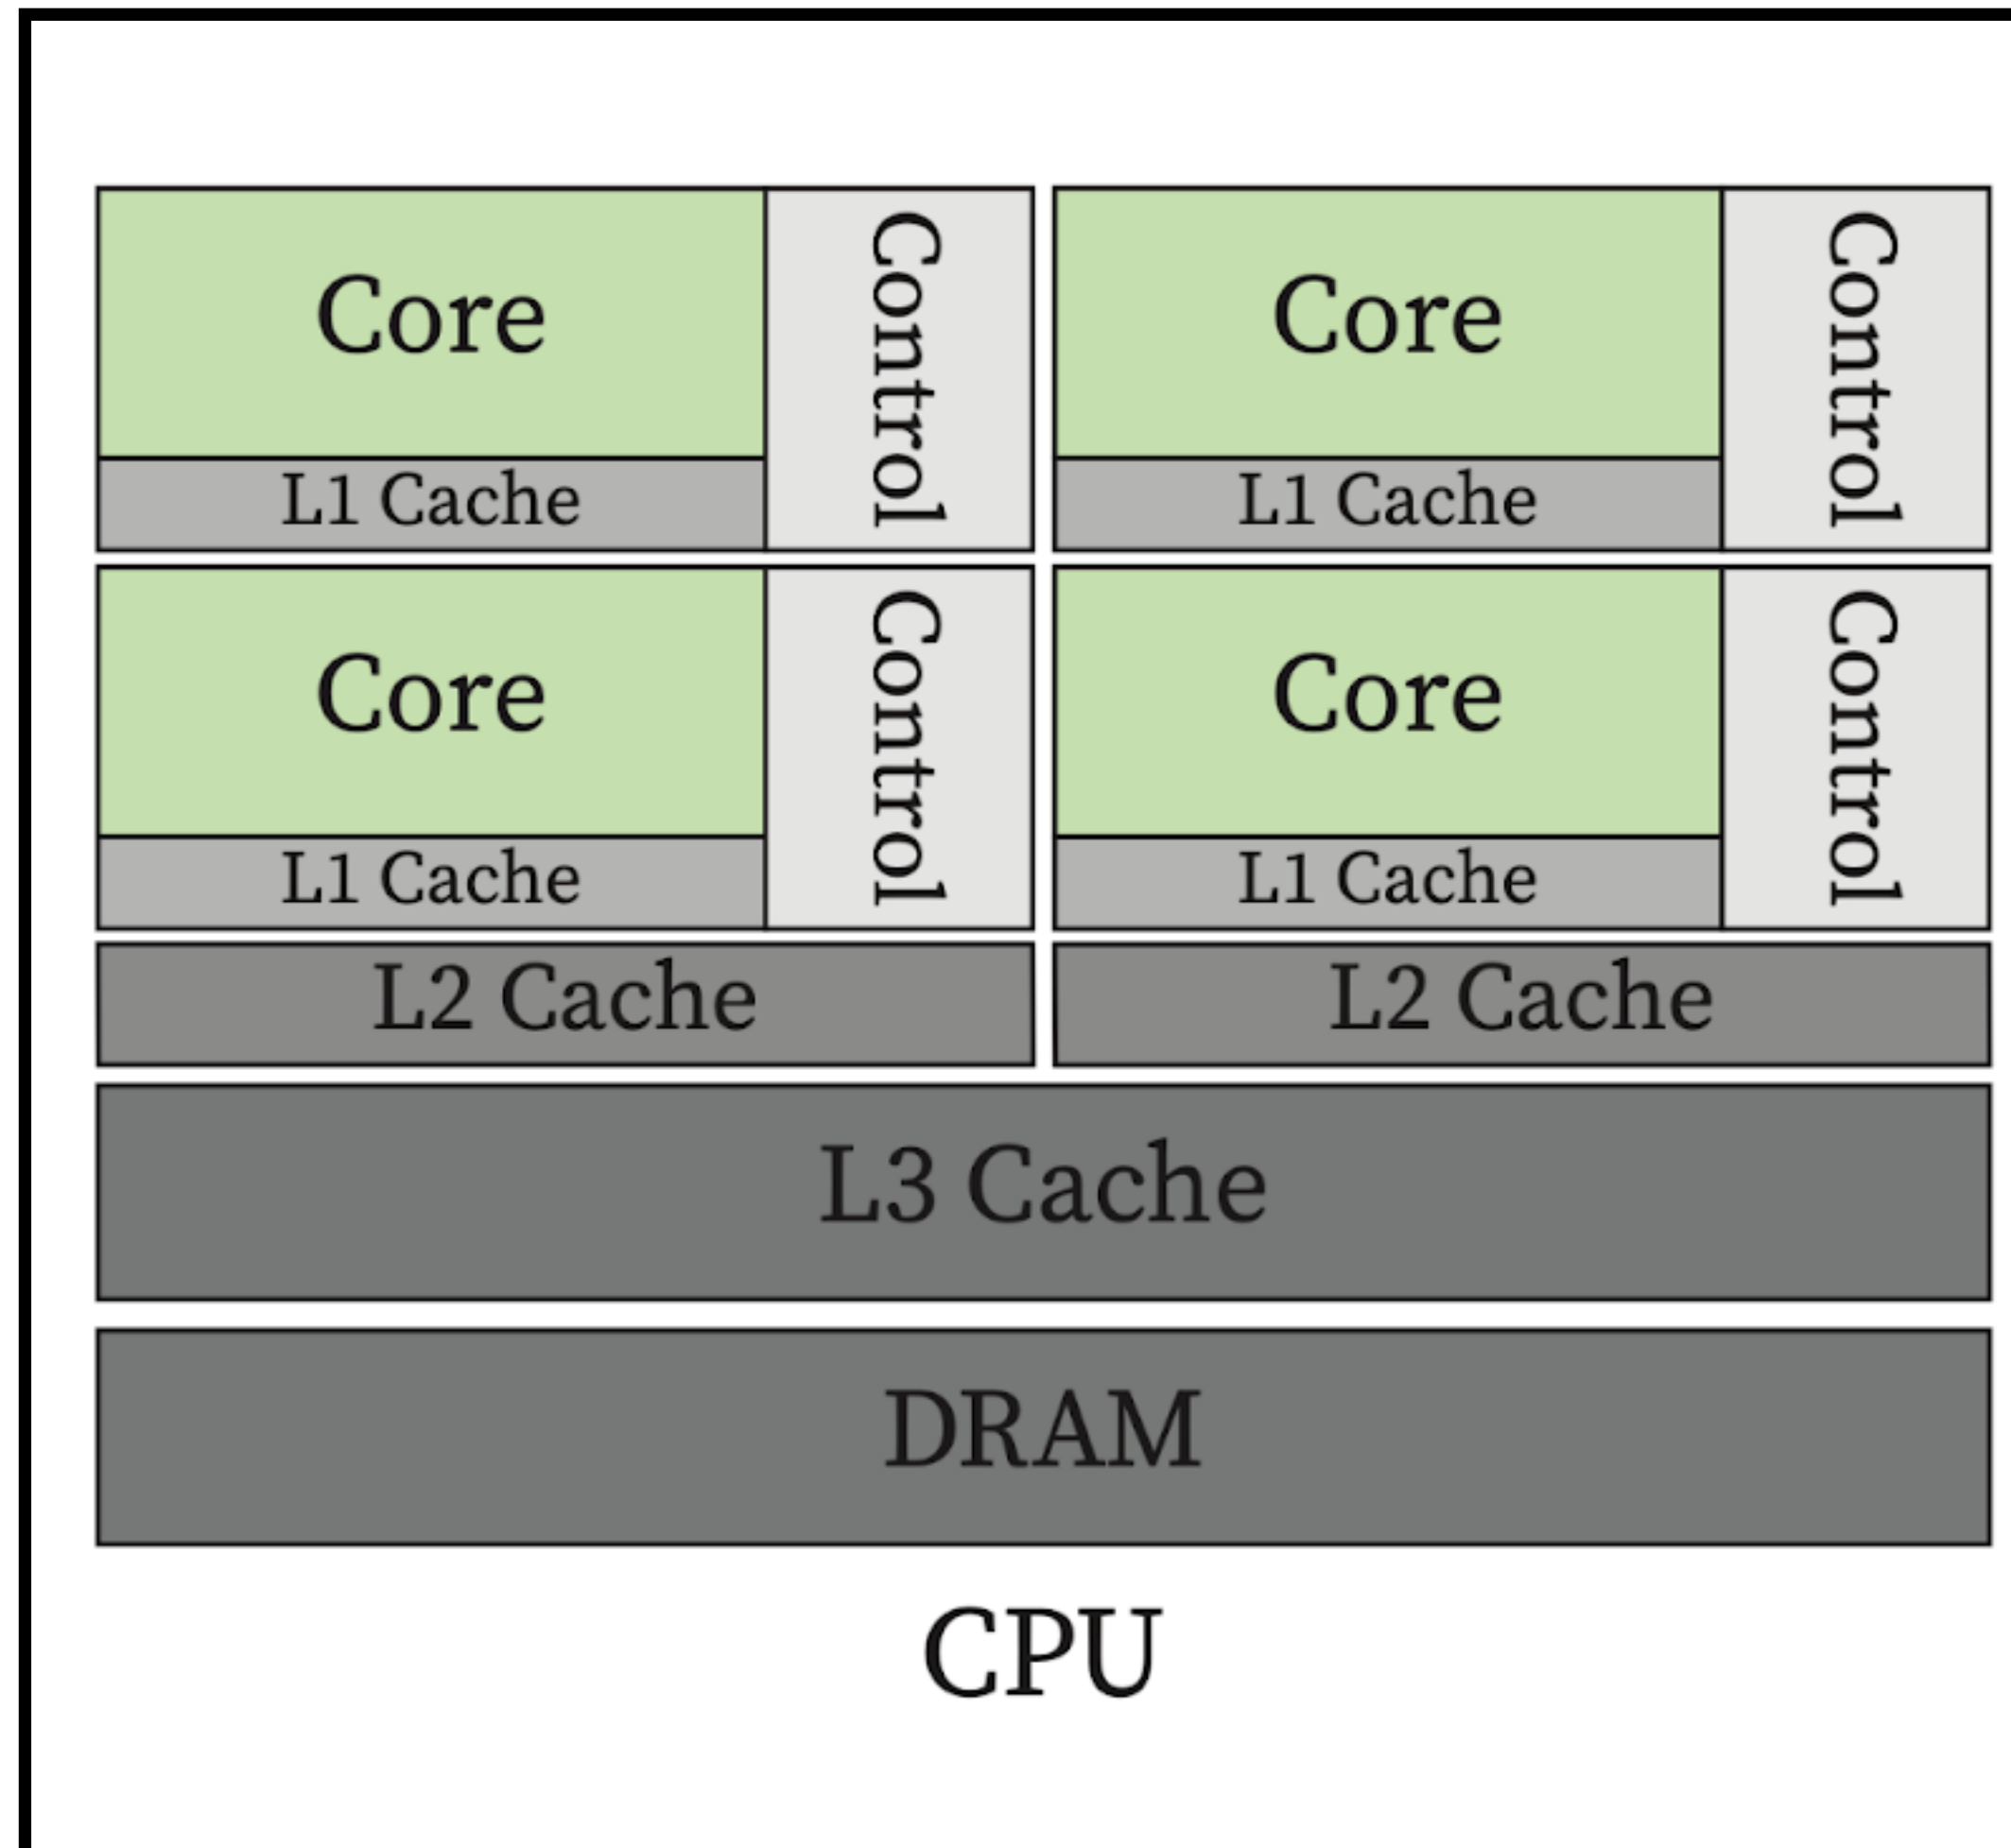 Core
Control
Core
Control
L1 Cache
L1 Cache
Core
Control
Core
Control
L1 Cache
L1 Cache
L2 Cache
L2 Cache
L3 Cache
DRAM
CPU